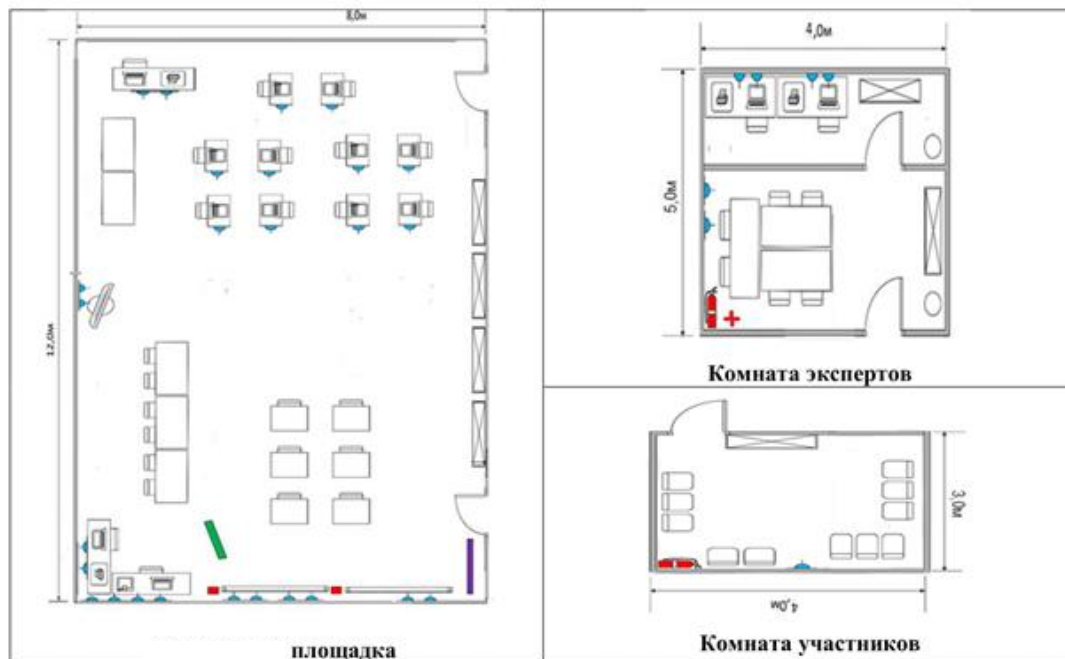 8,0м
12,0м
площадка
4,0м
5,0м
Комната экспертов
3,0м
4,0м
Комната участников